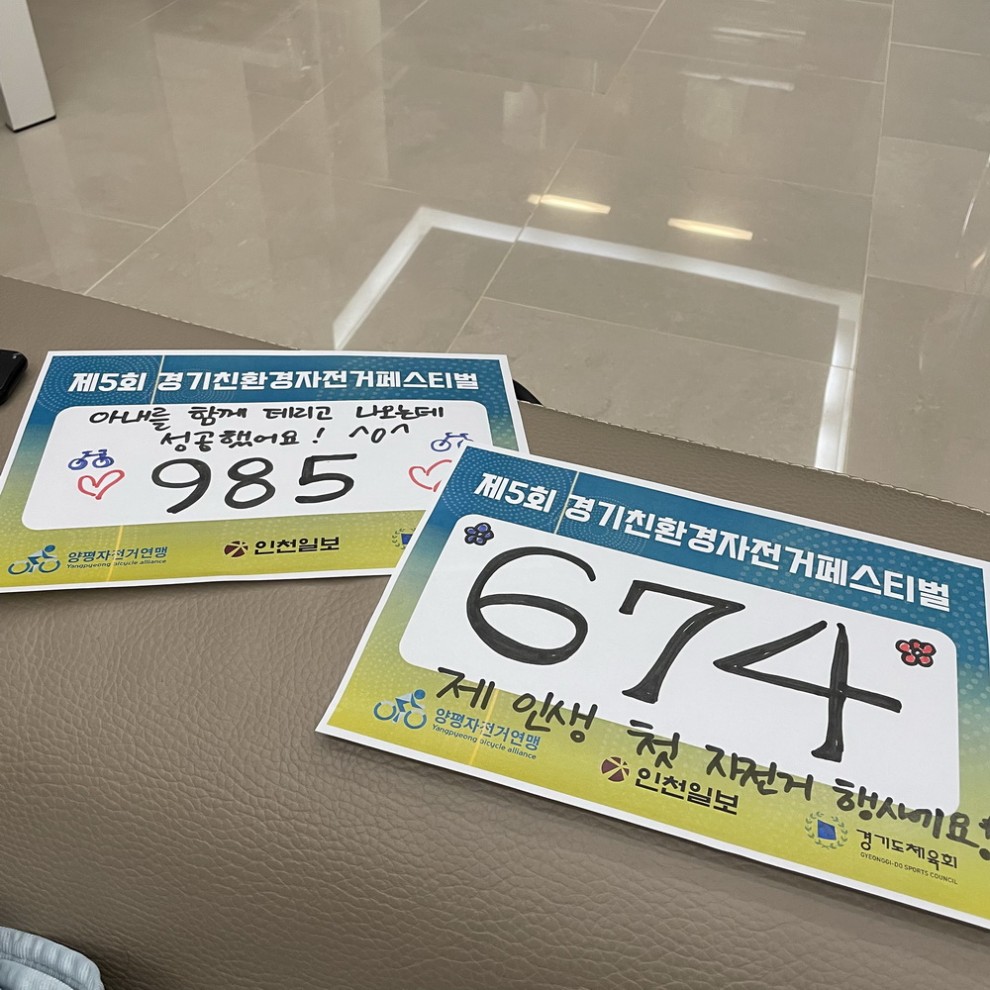 제5회 경기친환경자전거페스티벌
아내를 함께 데리고 나오는데
성공했어요! ^o^
985
양평자전거연맹
Yangpyeong bicycle alliance
인천일보
제5회 경기친환경자전거페스티벌
674
제 인생 첫 자전거 행사네요!
양평자전거연맹
Yangpyeong bicycle alliance
인천일보
경기도체육회
GYEONGGI-DO SPORTS COUNCIL